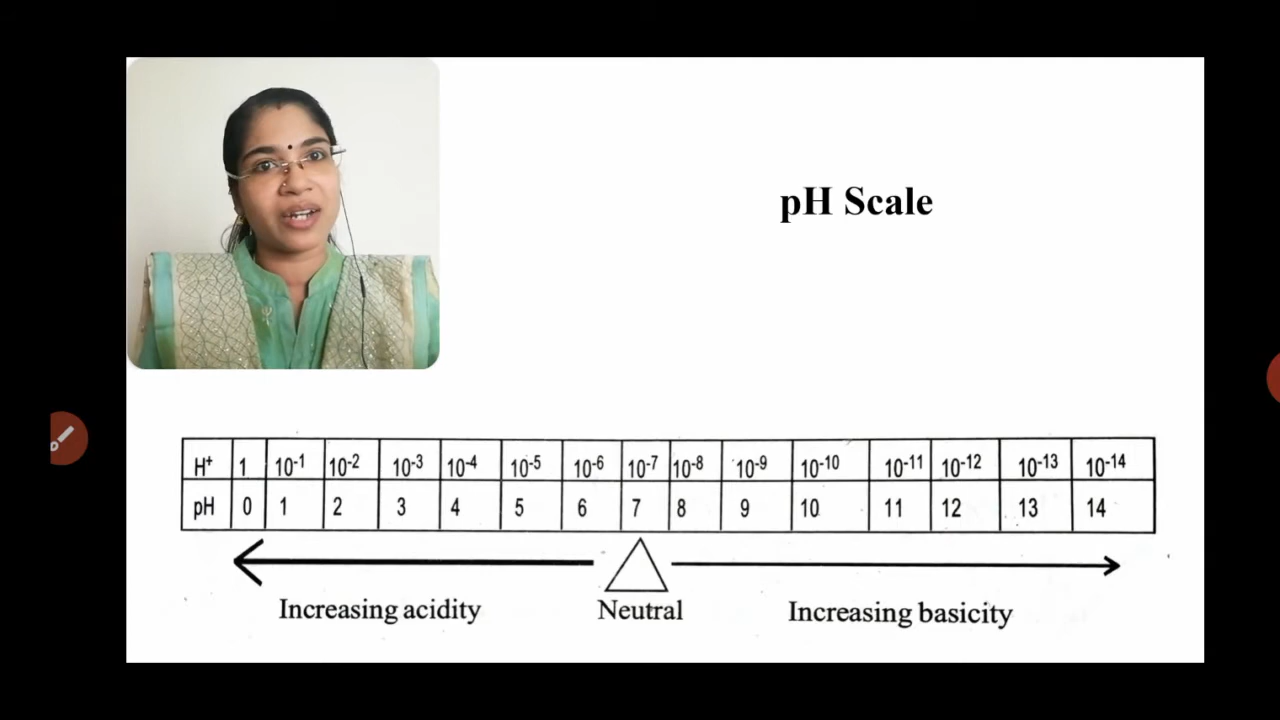 pH Scale
H⁺ 1 10⁻¹ 10⁻² 10⁻³ 10⁻⁴ 10⁻⁵ 10⁻⁶ 10⁻⁷ 10⁻⁸ 10⁻⁹ 10⁻¹⁰ 10⁻¹¹ 10⁻¹² 10⁻¹³ 10⁻¹⁴
pH 0 1 2 3 4 5 6 7 8 9 10 11 12 13 14
Increasing acidity Neutral Increasing basicity